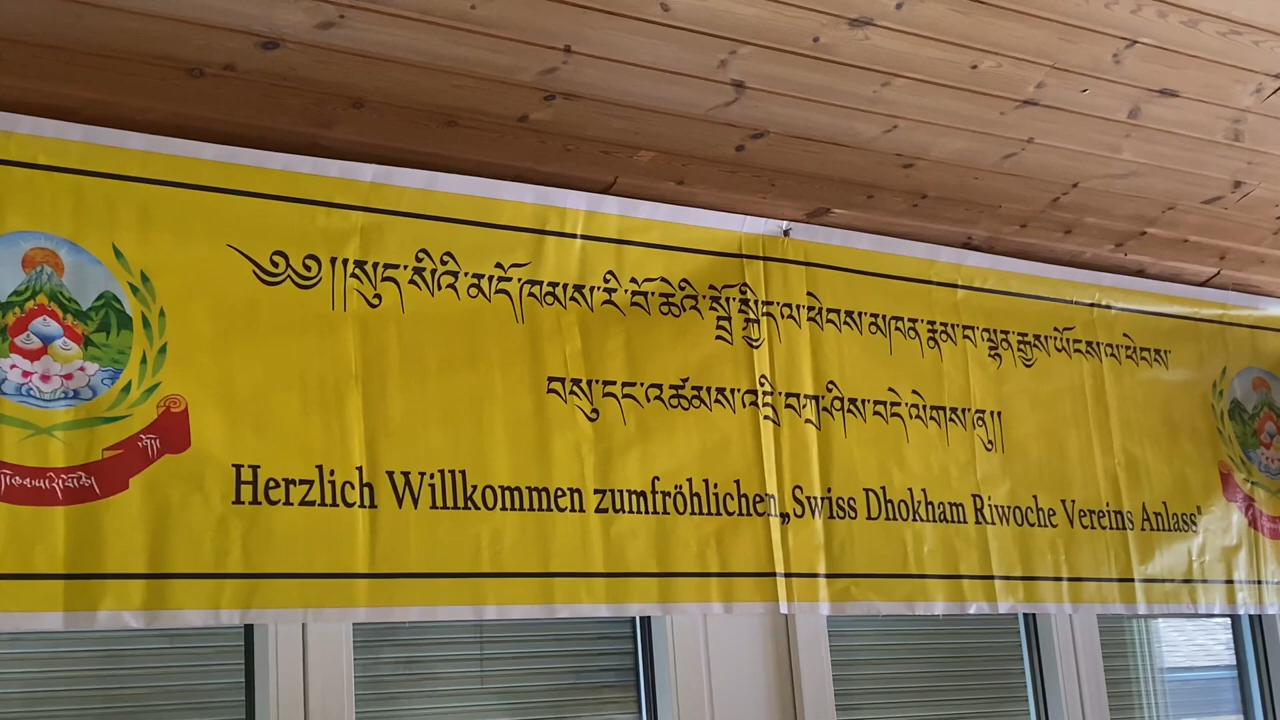 ༄༅།།སུད་སིའི་མདོ་ཁམས་རི་བོ་ཆེའི་སྤྲོ་སྐྱིད་ལ་ཕེབས་མཁན་རྣམ་བ་ལྷན་རྒྱས་ཡོངས་ལ་ཕེབས་
བསུ་དང་འཚམས་འདྲི་བཀྲ་ཤིས་བདེ་ལེགས་ཞུ།།
Herzlich Willkommen zumfröhlichen„Swiss Dhokham Riwoche Vereins Anlass"